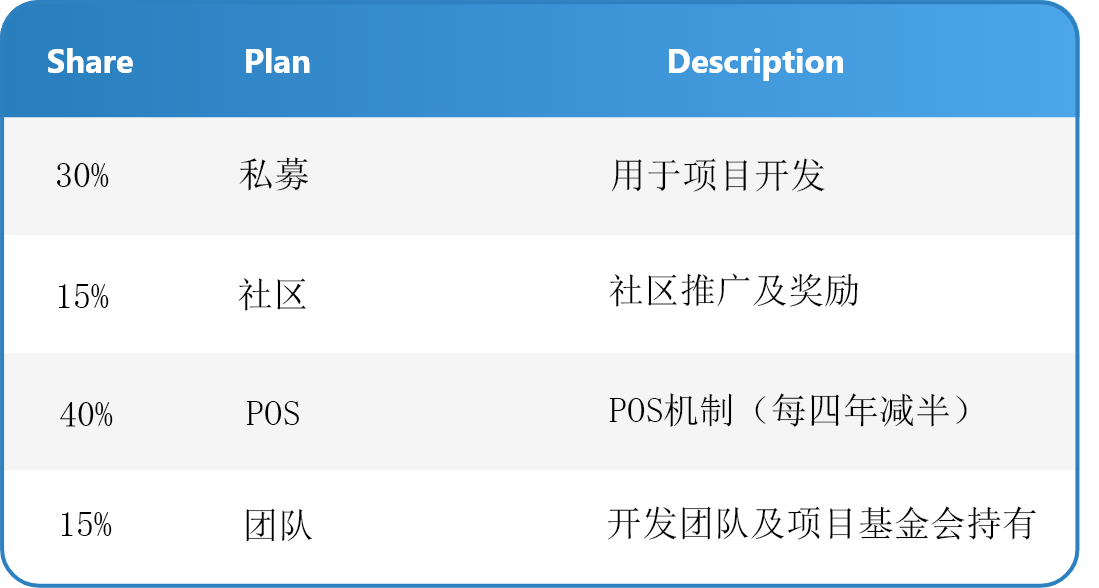 Share Plan Description
30% 私募 用于项目开发
15% 社区 社区推广及奖励
40% POS POS机制（每四年减半）
15% 团队 开发团队及项目基金会持有